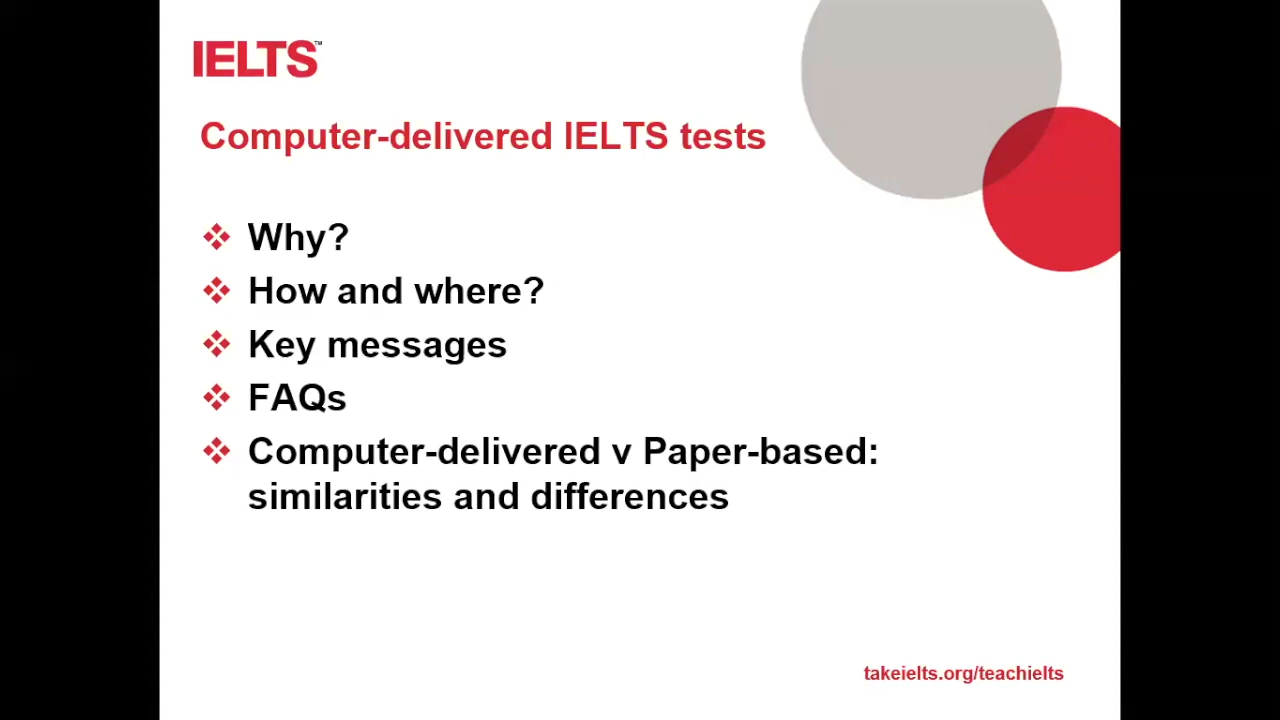 IELTS™
Computer-delivered IELTS tests
❖ Why?
❖ How and where?
❖ Key messages
❖ FAQs
❖ Computer-delivered v Paper-based:
similarities and differences
takeielts.org/teachielts